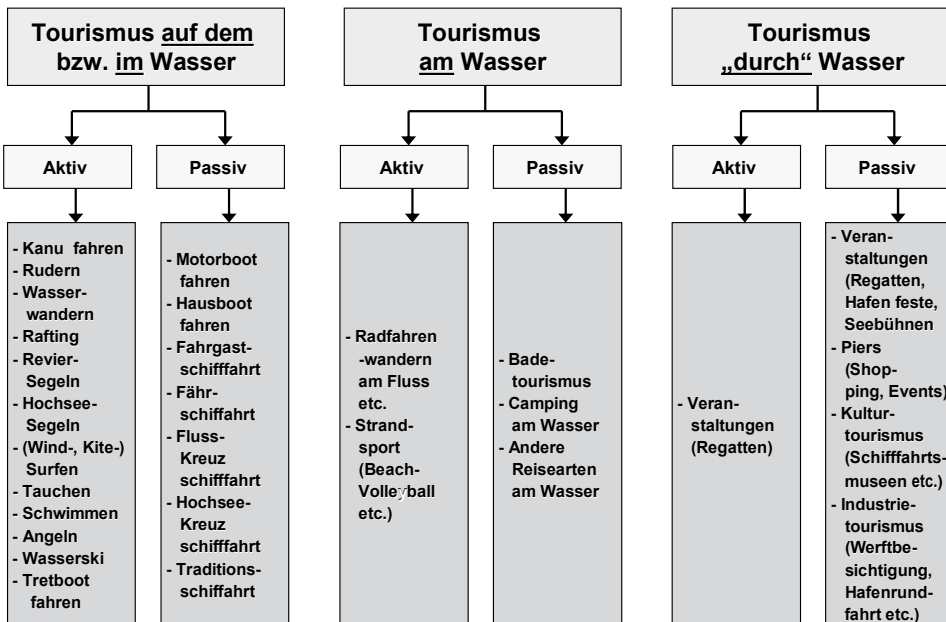 Tourismus auf dem
bzw. im Wasser
Aktiv
Passiv
- Kanu fahren
- Rudern
- Wasser-
wandern
- Rafting
- Revier-
Segeln
- Hochsee-
Segeln
- (Wind-, Kite-)
Surfen
- Tauchen
- Schwimmen
- Angeln
- Wasserski
- Tretboot
fahren
- Motorboot
fahren
- Hausboot
fahren
- Fahrgast-
schifffahrt
- Fähr-
schiffahrt
- Fluss-
Kreuz
schifffahrt
- Hochsee-
Kreuz
schifffahrt
- Traditions-
schiffahrt
Tourismus
am Wasser
Aktiv
Passiv
- Radfahren
-wandern
am Fluss
etc.
- Strand-
sport
(Beach-
Volleyball
etc.)
- Bade-
tourismus
- Camping
am Wasser
- Andere
Reisearten
am Wasser
Tourismus
„durch“ Wasser
Aktiv
Passiv
- Veran-
staltungen
(Regatten)
- Veran-
staltungen
(Regatten,
Hafen feste,
Seebühnen
- Piers
(Shop-
ping, Events)
- Kultur-
tourismus
(Schifffahrts-
museen etc.)
- Industrie-
tourismus
(Werftbe-
sichtigung,
Hafenrund-
fahrt etc.)